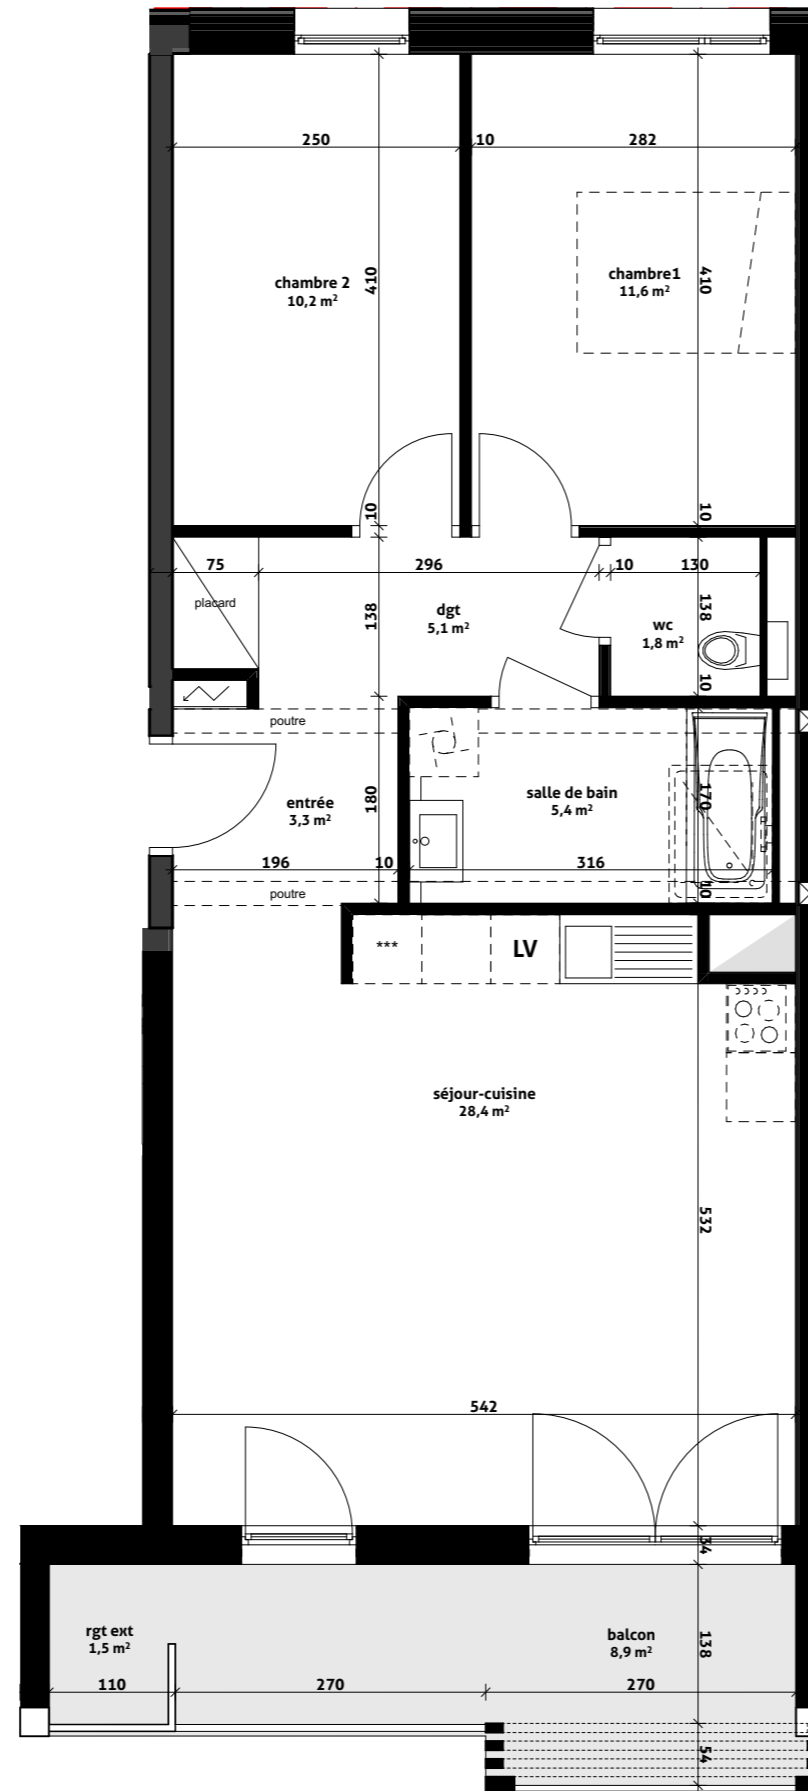 250
10
282
chambre 2
10,2 m²
410
chambre1
11,6 m²
410
10
10
75
296
10
130
placard
138
dgt
5,1 m²
wc
1,8 m²
138
10
poutre
entrée
3,3 m²
180
salle de bain
5,4 m²
170
196
10
316
10
poutre
***
LV
séjour-cuisine
28,4 m²
532
542
34
rgt ext
1,5 m²
balcon
8,9 m²
138
110
270
270
54